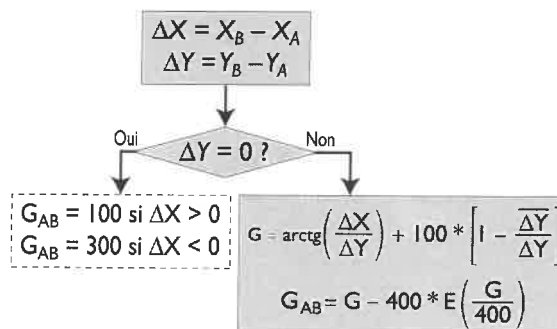 ΔX = X_B – X_A
ΔY = Y_B – Y_A
Oui
ΔY = 0 ?
Non
G_AB = 100 si ΔX > 0
G_AB = 300 si ΔX < 0
G = arctg(ΔX/ΔY) + 100 * [1 – \overline{ΔY}/ΔY]
G_AB = G – 400 * E(G/400)